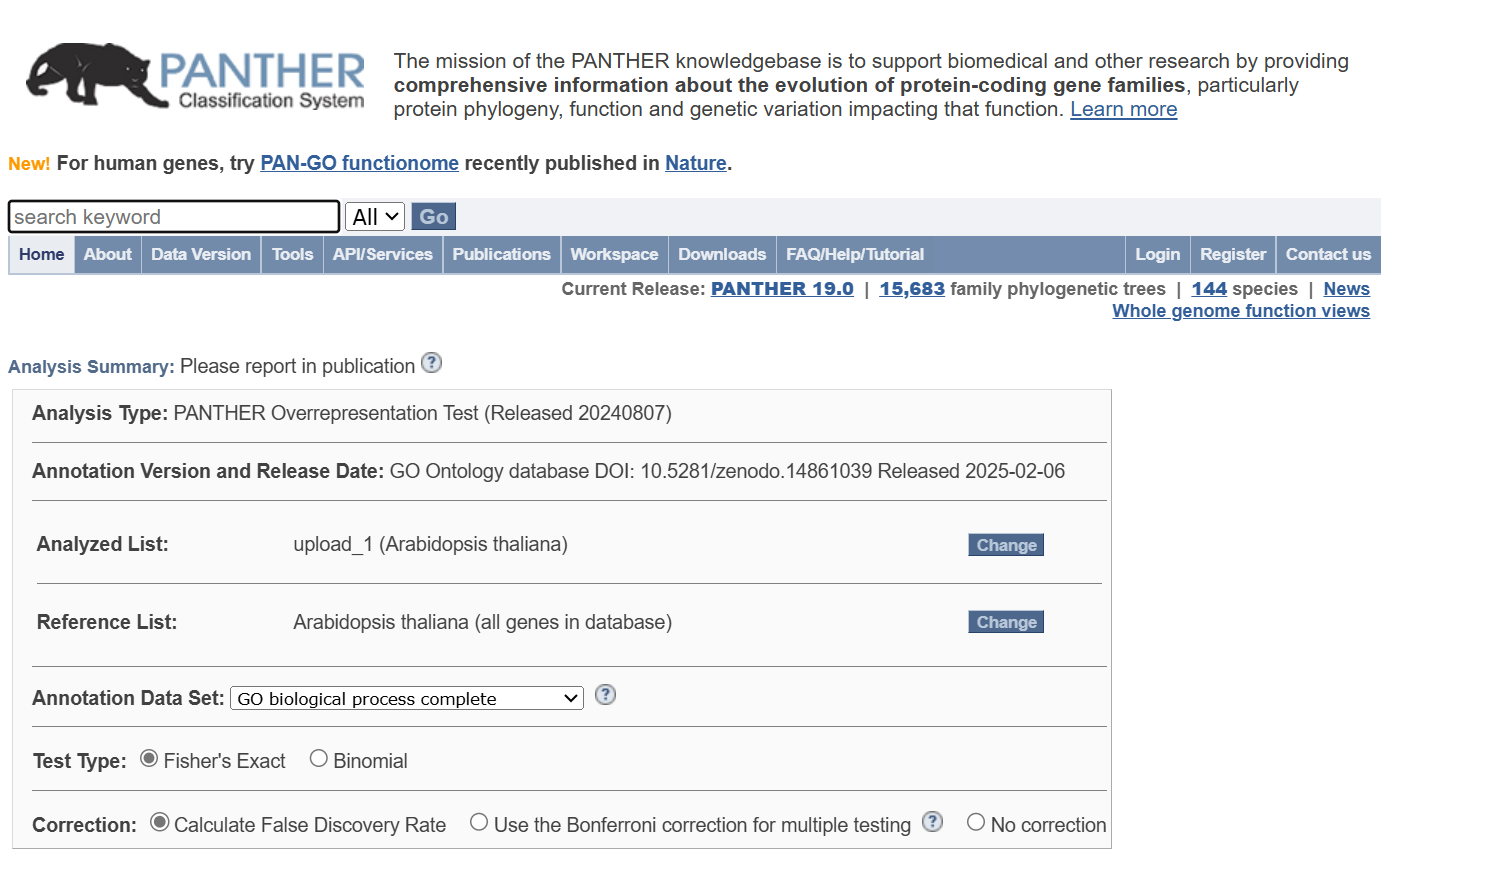 PANTHER
Classification System
The mission of the PANTHER knowledgebase is to support biomedical and other research by providing
comprehensive information about the evolution of protein-coding gene families, particularly
protein phylogeny, function and genetic variation impacting that function. Learn more
New! For human genes, try PAN-GO functionome recently published in Nature.
search keyword All Go
Home About Data Version Tools API/Services Publications Workspace Downloads FAQ/Help/Tutorial Login Register Contact us
Current Release: PANTHER 19.0 | 15,683 family phylogenetic trees | 144 species | News
Whole genome function views
Analysis Summary: Please report in publication ?
Analysis Type: PANTHER Overrepresentation Test (Released 20240807)
Annotation Version and Release Date: GO Ontology database DOI: 10.5281/zenodo.14861039 Released 2025-02-06
Analyzed List: upload_1 (Arabidopsis thaliana) Change
Reference List: Arabidopsis thaliana (all genes in database) Change
Annotation Data Set: GO biological process complete ?
Test Type: Fisher's Exact Binomial
Correction: Calculate False Discovery Rate Use the Bonferroni correction for multiple testing ? No correction